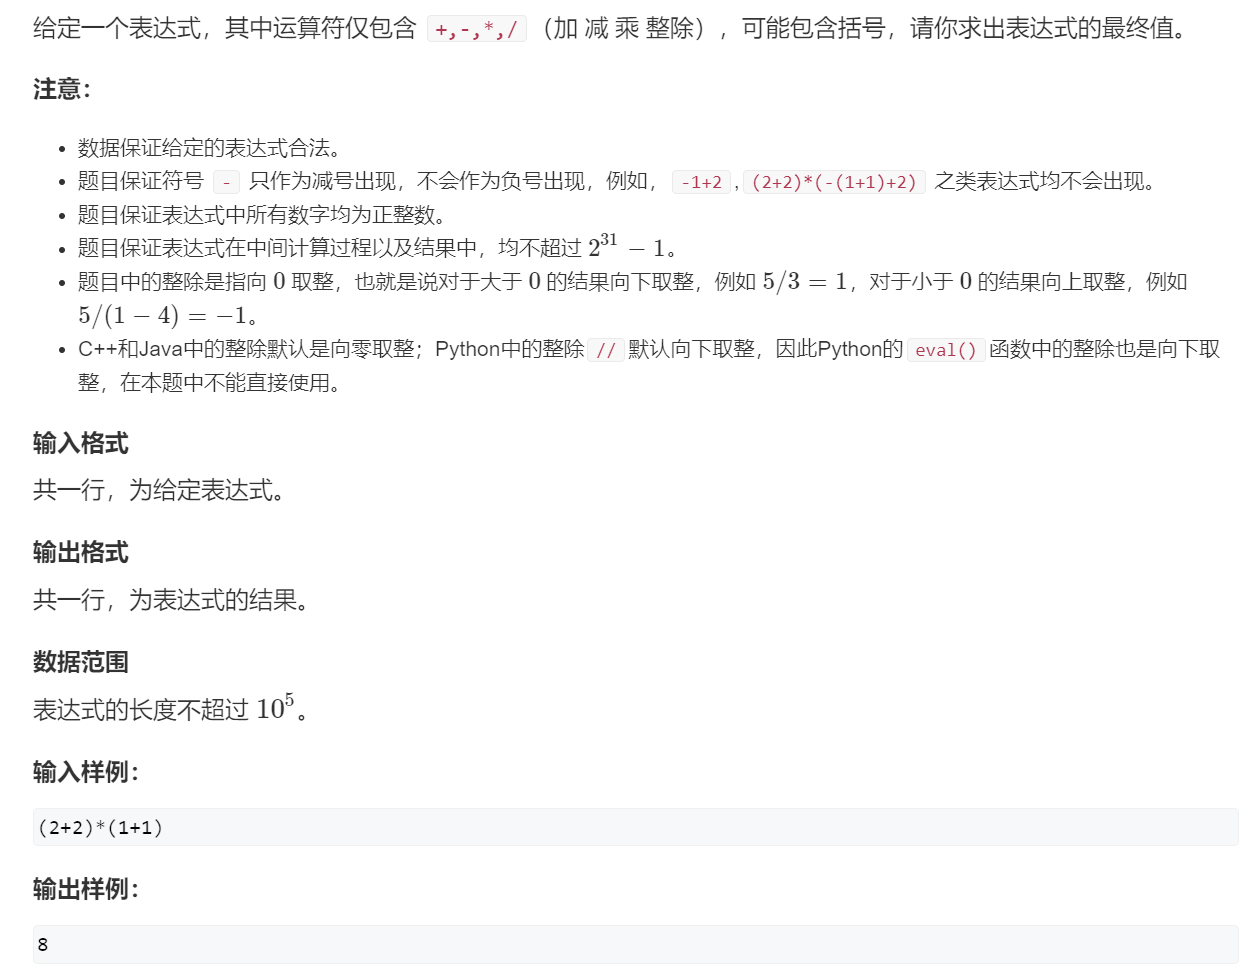 给定一个表达式，其中运算符仅包含 +,-,*,/ （加 减 乘 整除），可能包含括号，请你求出表达式的最终值。
注意：
• 数据保证给定的表达式合法。
• 题目保证符号 - 只作为减号出现，不会作为负号出现，例如， -1+2 , (2+2)*(-(1+1)+2) 之类表达式均不会出现。
• 题目保证表达式中所有数字均为正整数。
• 题目保证表达式在中间计算过程以及结果中，均不超过 2^31 − 1。
• 题目中的整除是指向 0 取整，也就是说对于大于 0 的结果向下取整，例如 5/3 = 1，对于小于 0 的结果向上取整，例如
5/(1 − 4) = −1。
• C++和Java中的整除默认是向零取整；Python中的整除 // 默认向下取整，因此Python的 eval() 函数中的整除也是向下取
整，在本题中不能直接使用。
输入格式
共一行，为给定表达式。
输出格式
共一行，为表达式的结果。
数据范围
表达式的长度不超过 10^5。
输入样例：
(2+2)*(1+1)
输出样例：
8